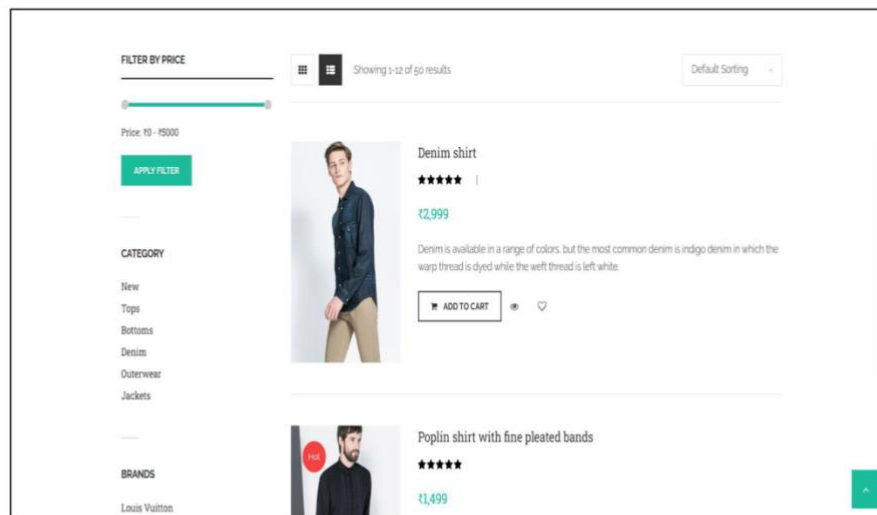 FILTER BY PRICE
Price: ₹0 - ₹5000
APPLY FILTER
CATEGORY
New
Tops
Bottoms
Denim
Outerwear
Jackets
BRANDS
Louis Vuitton
Showing 1-12 of 50 results
Default Sorting
Denim shirt
₹2,999
Denim is available in a range of colors, but the most common denim is indigo denim in which the
warp thread is dyed while the weft thread is left white.
ADD TO CART
Hot
Poplin shirt with fine pleated bands
₹1,499